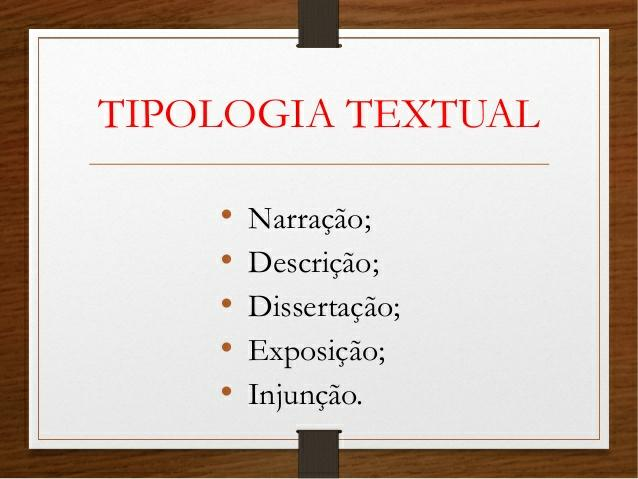 TIPOLOGIA TEXTUAL
• Narração;
• Descrição;
• Dissertação;
• Exposição;
• Injunção.